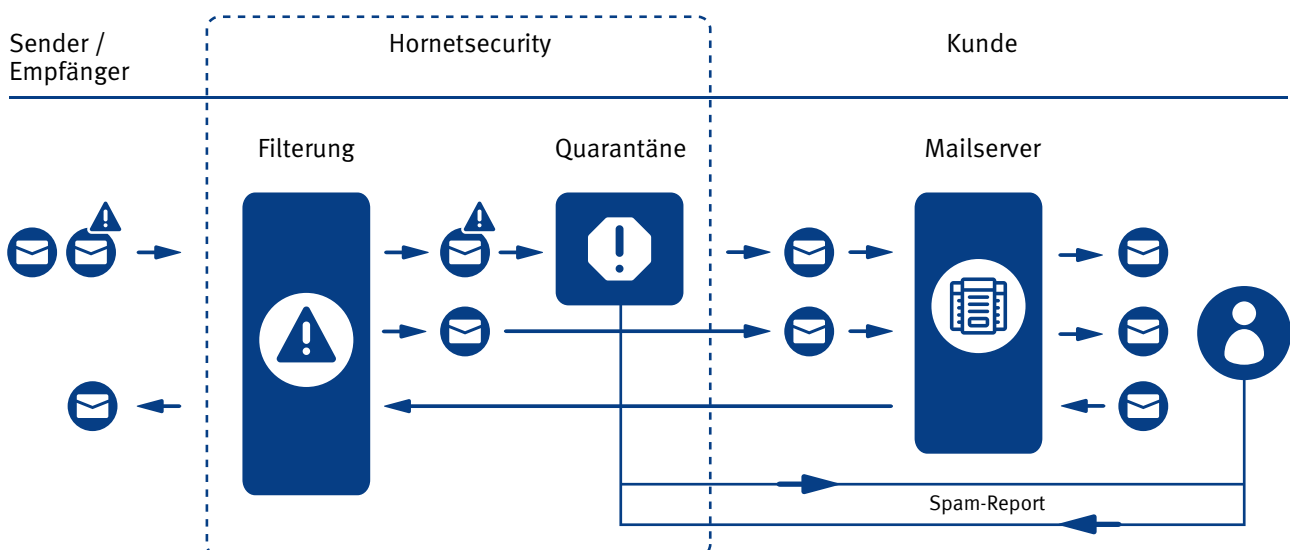 Sender /
Empfänger
Hornetsecurity
Kunde
Filterung
Quarantäne
Mailserver
Spam-Report